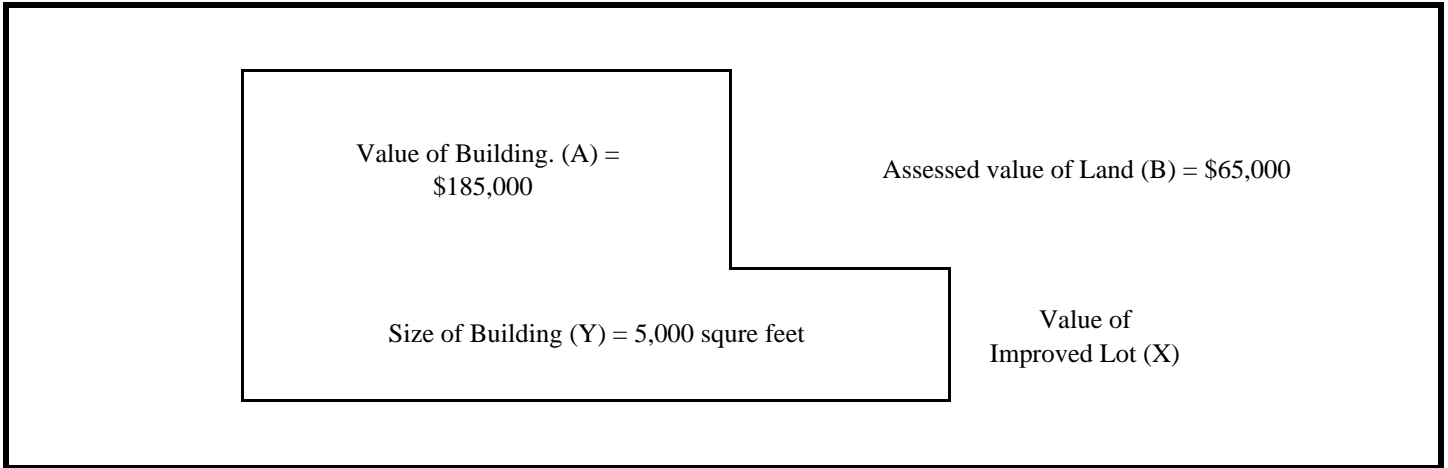 Value of Building. (A) =
$185,000
Assessed value of Land (B) = $65,000
Size of Building (Y) = 5,000 squre feet
Value of
Improved Lot (X)